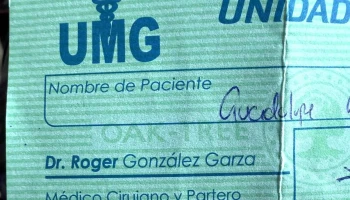 UNIDAD
UMG
Nombre de Paciente
Guadalupe
OAK-TREE
Dr. Roger González Garza
Médico Cirujano y Partero